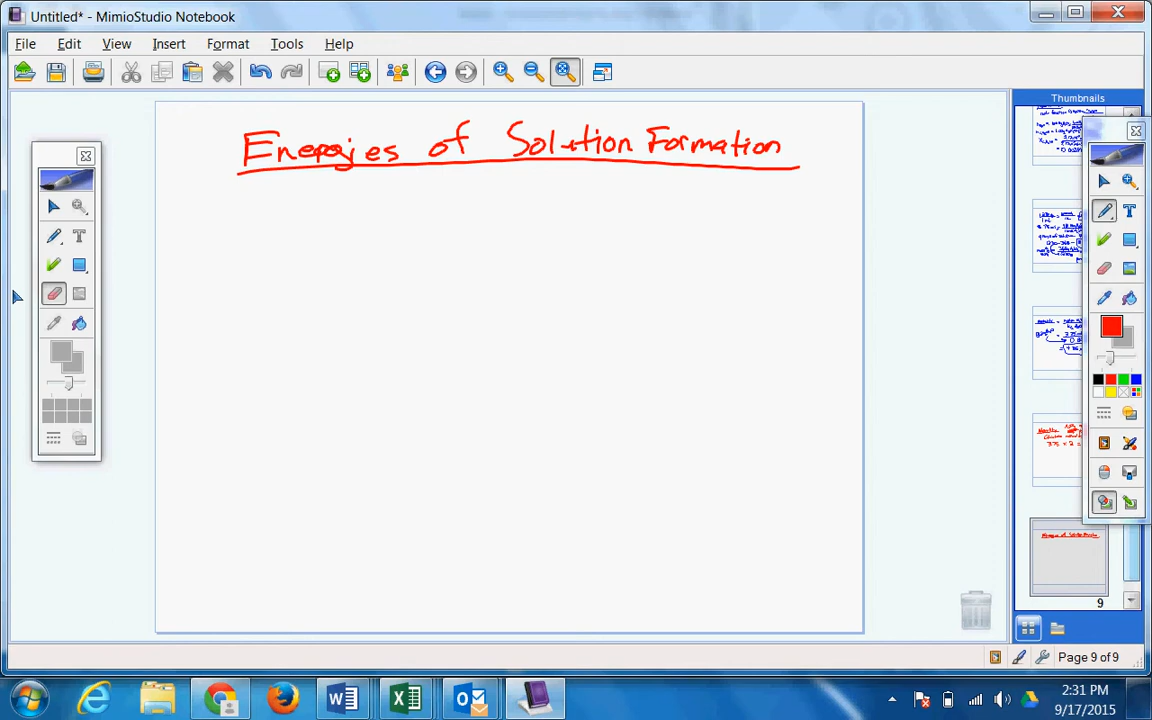 Untitled* - MimioStudio Notebook
File Edit View Insert Format Tools Help
Thumbnails
Energies of Solution Formation
9
Page 9 of 9
2:31 PM
9/17/2015